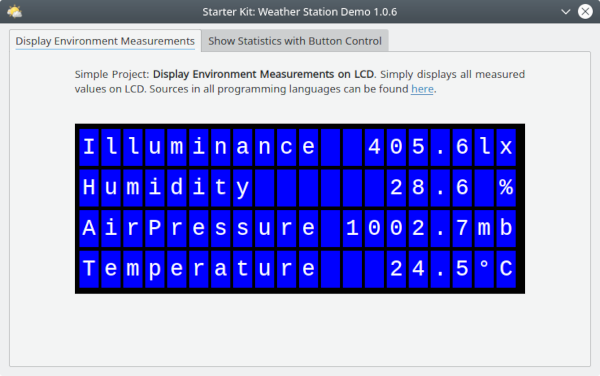 Starter Kit: Weather Station Demo 1.0.6
Display Environment Measurements
Show Statistics with Button Control
Simple Project: Display Environment Measurements on LCD. Simply displays all measured
values on LCD. Sources in all programming languages can be found here.
Illuminance 405.6lx
Humidity 28.6 %
AirPressure 1002.7mb
Temperature 24.5°C